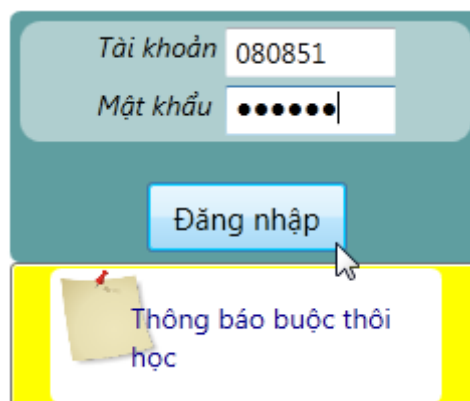 Tài khoản 080851
Mật khẩu ●●●●●●
Đăng nhập
Thông báo buộc thôi
học